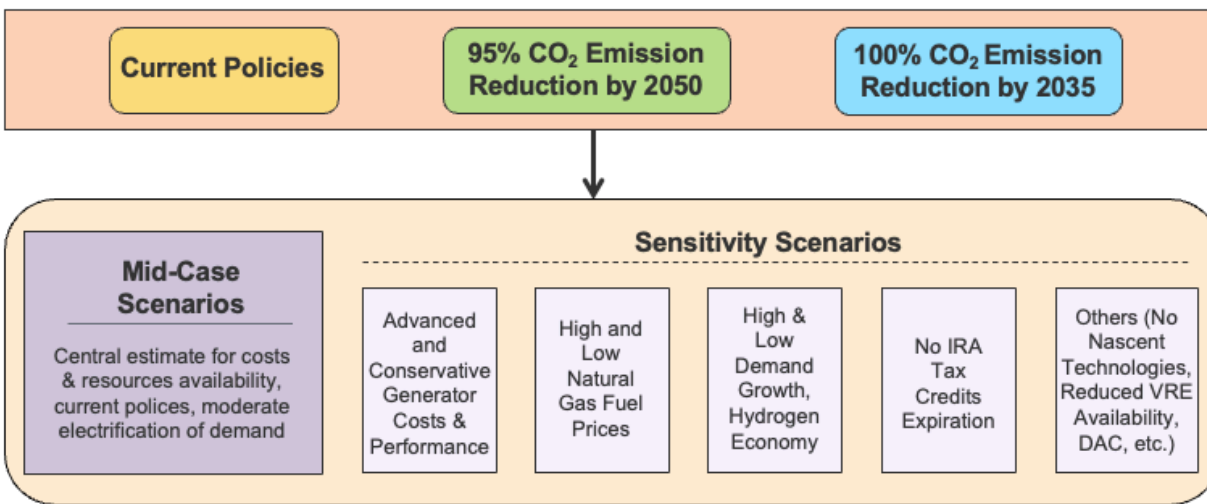 Current Policies
95% CO₂ Emission
Reduction by 2050
100% CO₂ Emission
Reduction by 2035
Mid-Case
Scenarios
Central estimate for costs
& resources availability,
current polices, moderate
electrification of demand
Sensitivity Scenarios
Advanced
and
Conservative
Generator
Costs &
Performance
High and
Low
Natural
Gas Fuel
Prices
High &
Low
Demand
Growth,
Hydrogen
Economy
No IRA
Tax
Credits
Expiration
Others (No
Nascent
Technologies,
Reduced VRE
Availability,
DAC, etc.)